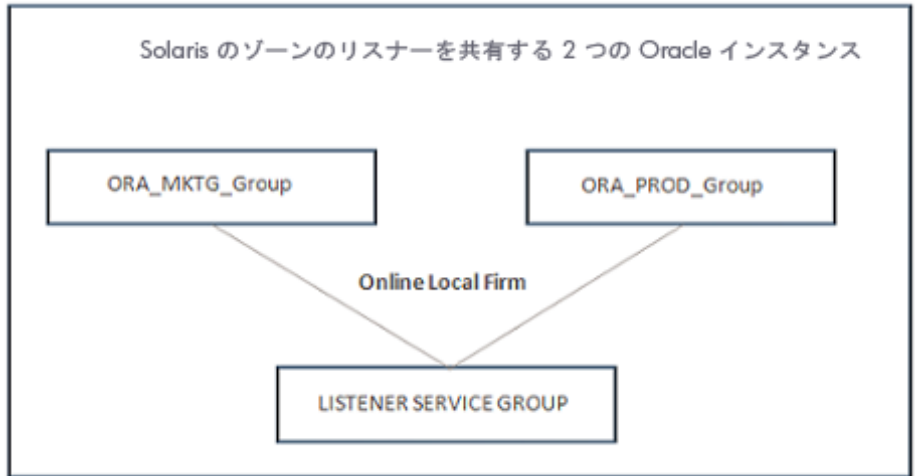 Solaris のゾーンのリスナーを共有する 2 つの Oracle インスタンス
ORA_MKTG_Group
ORA_PROD_Group
Online Local Firm
LISTENER SERVICE GROUP